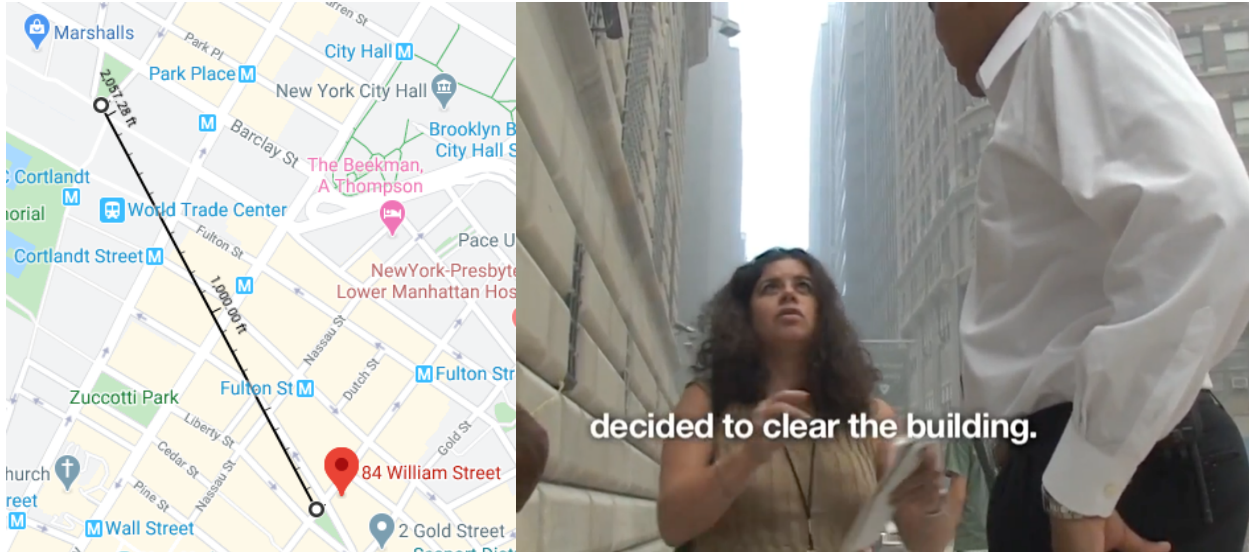 Marshalls
Park Pl
City Hall
Park Place
New York City Hall
2,057.28 ft
Barclay St
Brooklyn B
City Hall S
The Beekman,
A Thompson
Cortlandt
orial
World Trade Center
Fulton St
Cortlandt Street
Pace U
NewYork-Presbyte
Lower Manhattan Hos
1,000.00 ft
Nassau St
Dutch St
Fulton St
Fulton Str
Zuccotti Park
Liberty St
Gold St
Cedar St
84 William Street
hurch
reet
Pine St
Nassau St
Wall Street
2 Gold Street
decided to clear the building.